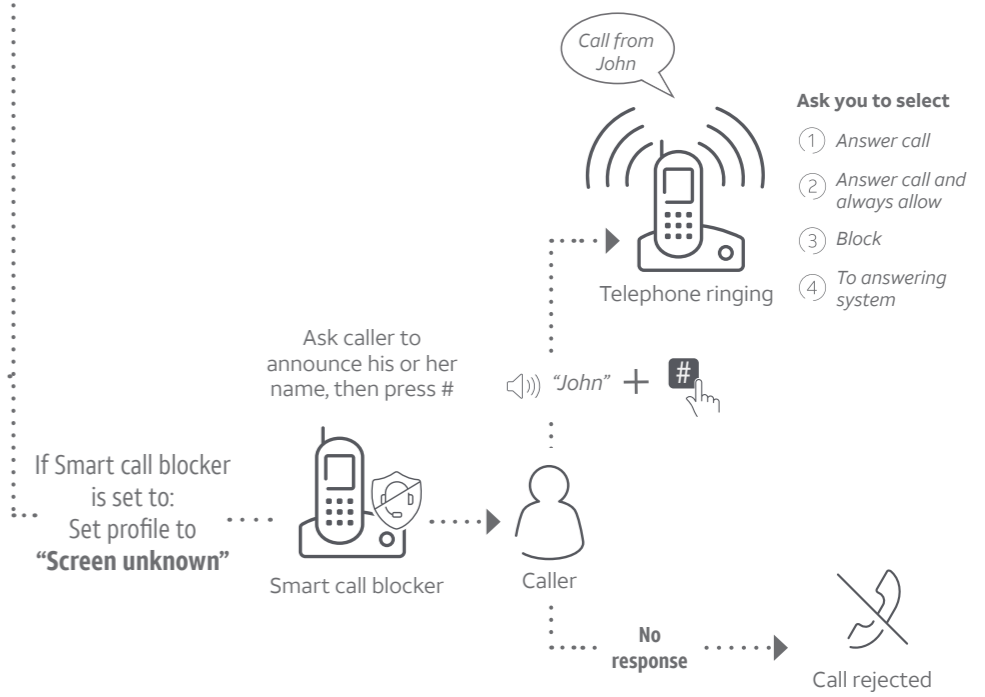 Call from
John
Ask you to select
1 Answer call
2 Answer call and
always allow
3 Block
4 To answering
system
Telephone ringing
Ask caller to
announce his or her
name, then press #
“John” + #
If Smart call blocker
is set to:
Set profile to
“Screen unknown”
Smart call blocker
Caller
No
response
Call rejected